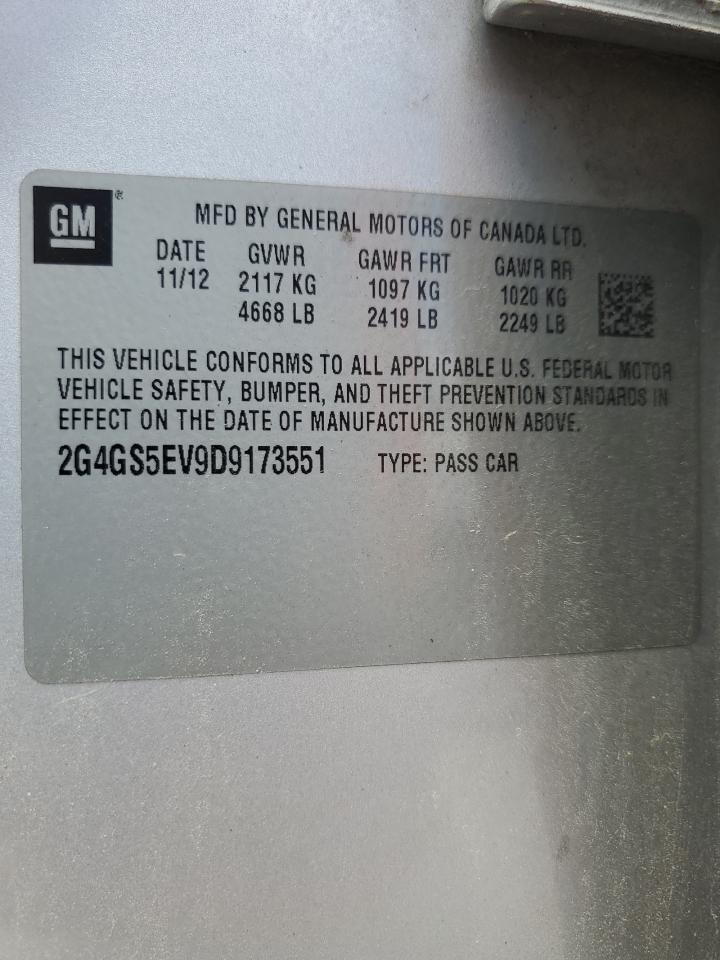 GM®
MFD BY GENERAL MOTORS OF CANADA LTD.
DATE GVWR GAWR FRT GAWR RR
11/12 2117 KG 1097 KG 1020 KG
4668 LB 2419 LB 2249 LB
THIS VEHICLE CONFORMS TO ALL APPLICABLE U.S. FEDERAL MOTOR
VEHICLE SAFETY, BUMPER, AND THEFT PREVENTION STANDARDS IN
EFFECT ON THE DATE OF MANUFACTURE SHOWN ABOVE.
2G4GS5EV9D9173551 TYPE: PASS CAR